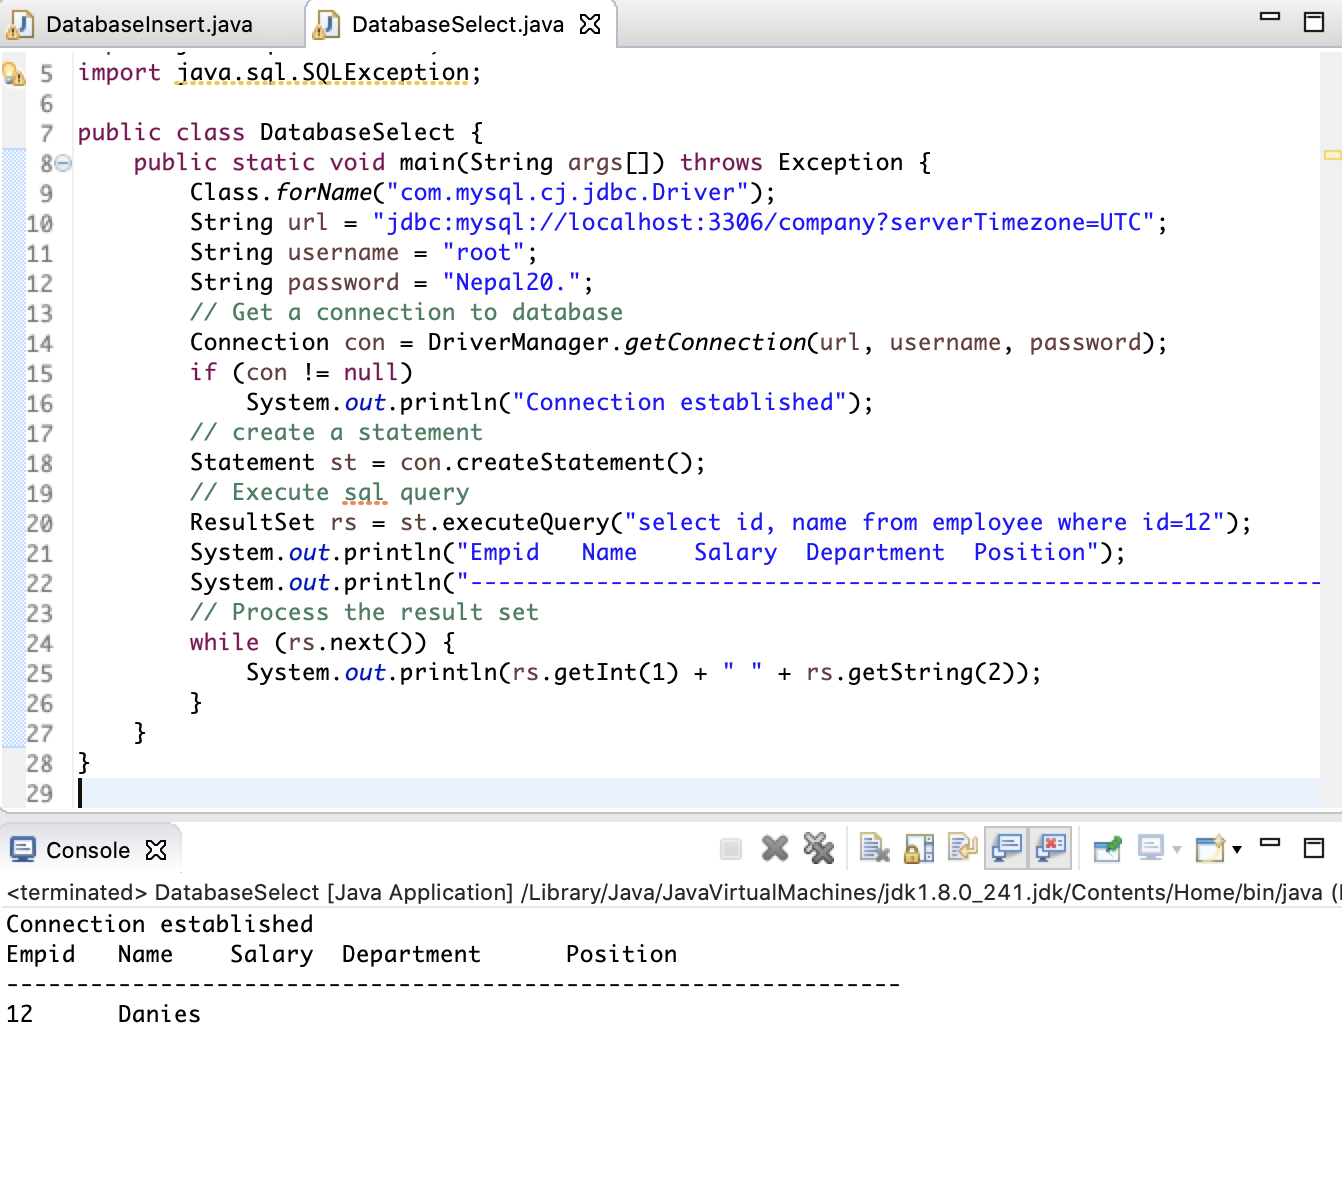 DatabaseInsert.java DatabaseSelect.java
5 import java.sql.SQLException;
6
7 public class DatabaseSelect {
8 public static void main(String args[]) throws Exception {
9 Class.forName("com.mysql.cj.jdbc.Driver");
10 String url = "jdbc:mysql://localhost:3306/company?serverTimezone=UTC";
11 String username = "root";
12 String password = "Nepal20.";
13 // Get a connection to database
14 Connection con = DriverManager.getConnection(url, username, password);
15 if (con != null)
16 System.out.println("Connection established");
17 // create a statement
18 Statement st = con.createStatement();
19 // Execute sql query
20 ResultSet rs = st.executeQuery("select id, name from employee where id=12");
21 System.out.println("Empid   Name    Salary  Department  Position");
22 System.out.println("-------------------------------------------------------------
23 // Process the result set
24 while (rs.next()) {
25 System.out.println(rs.getInt(1) + " " + rs.getString(2));
26 }
27 }
28 }
29
Console
<terminated> DatabaseSelect [Java Application] /Library/Java/JavaVirtualMachines/jdk1.8.0_241.jdk/Contents/Home/bin/java (
Connection established
Empid   Name    Salary  Department      Position
----------------------------------------------------------------
12      Danies